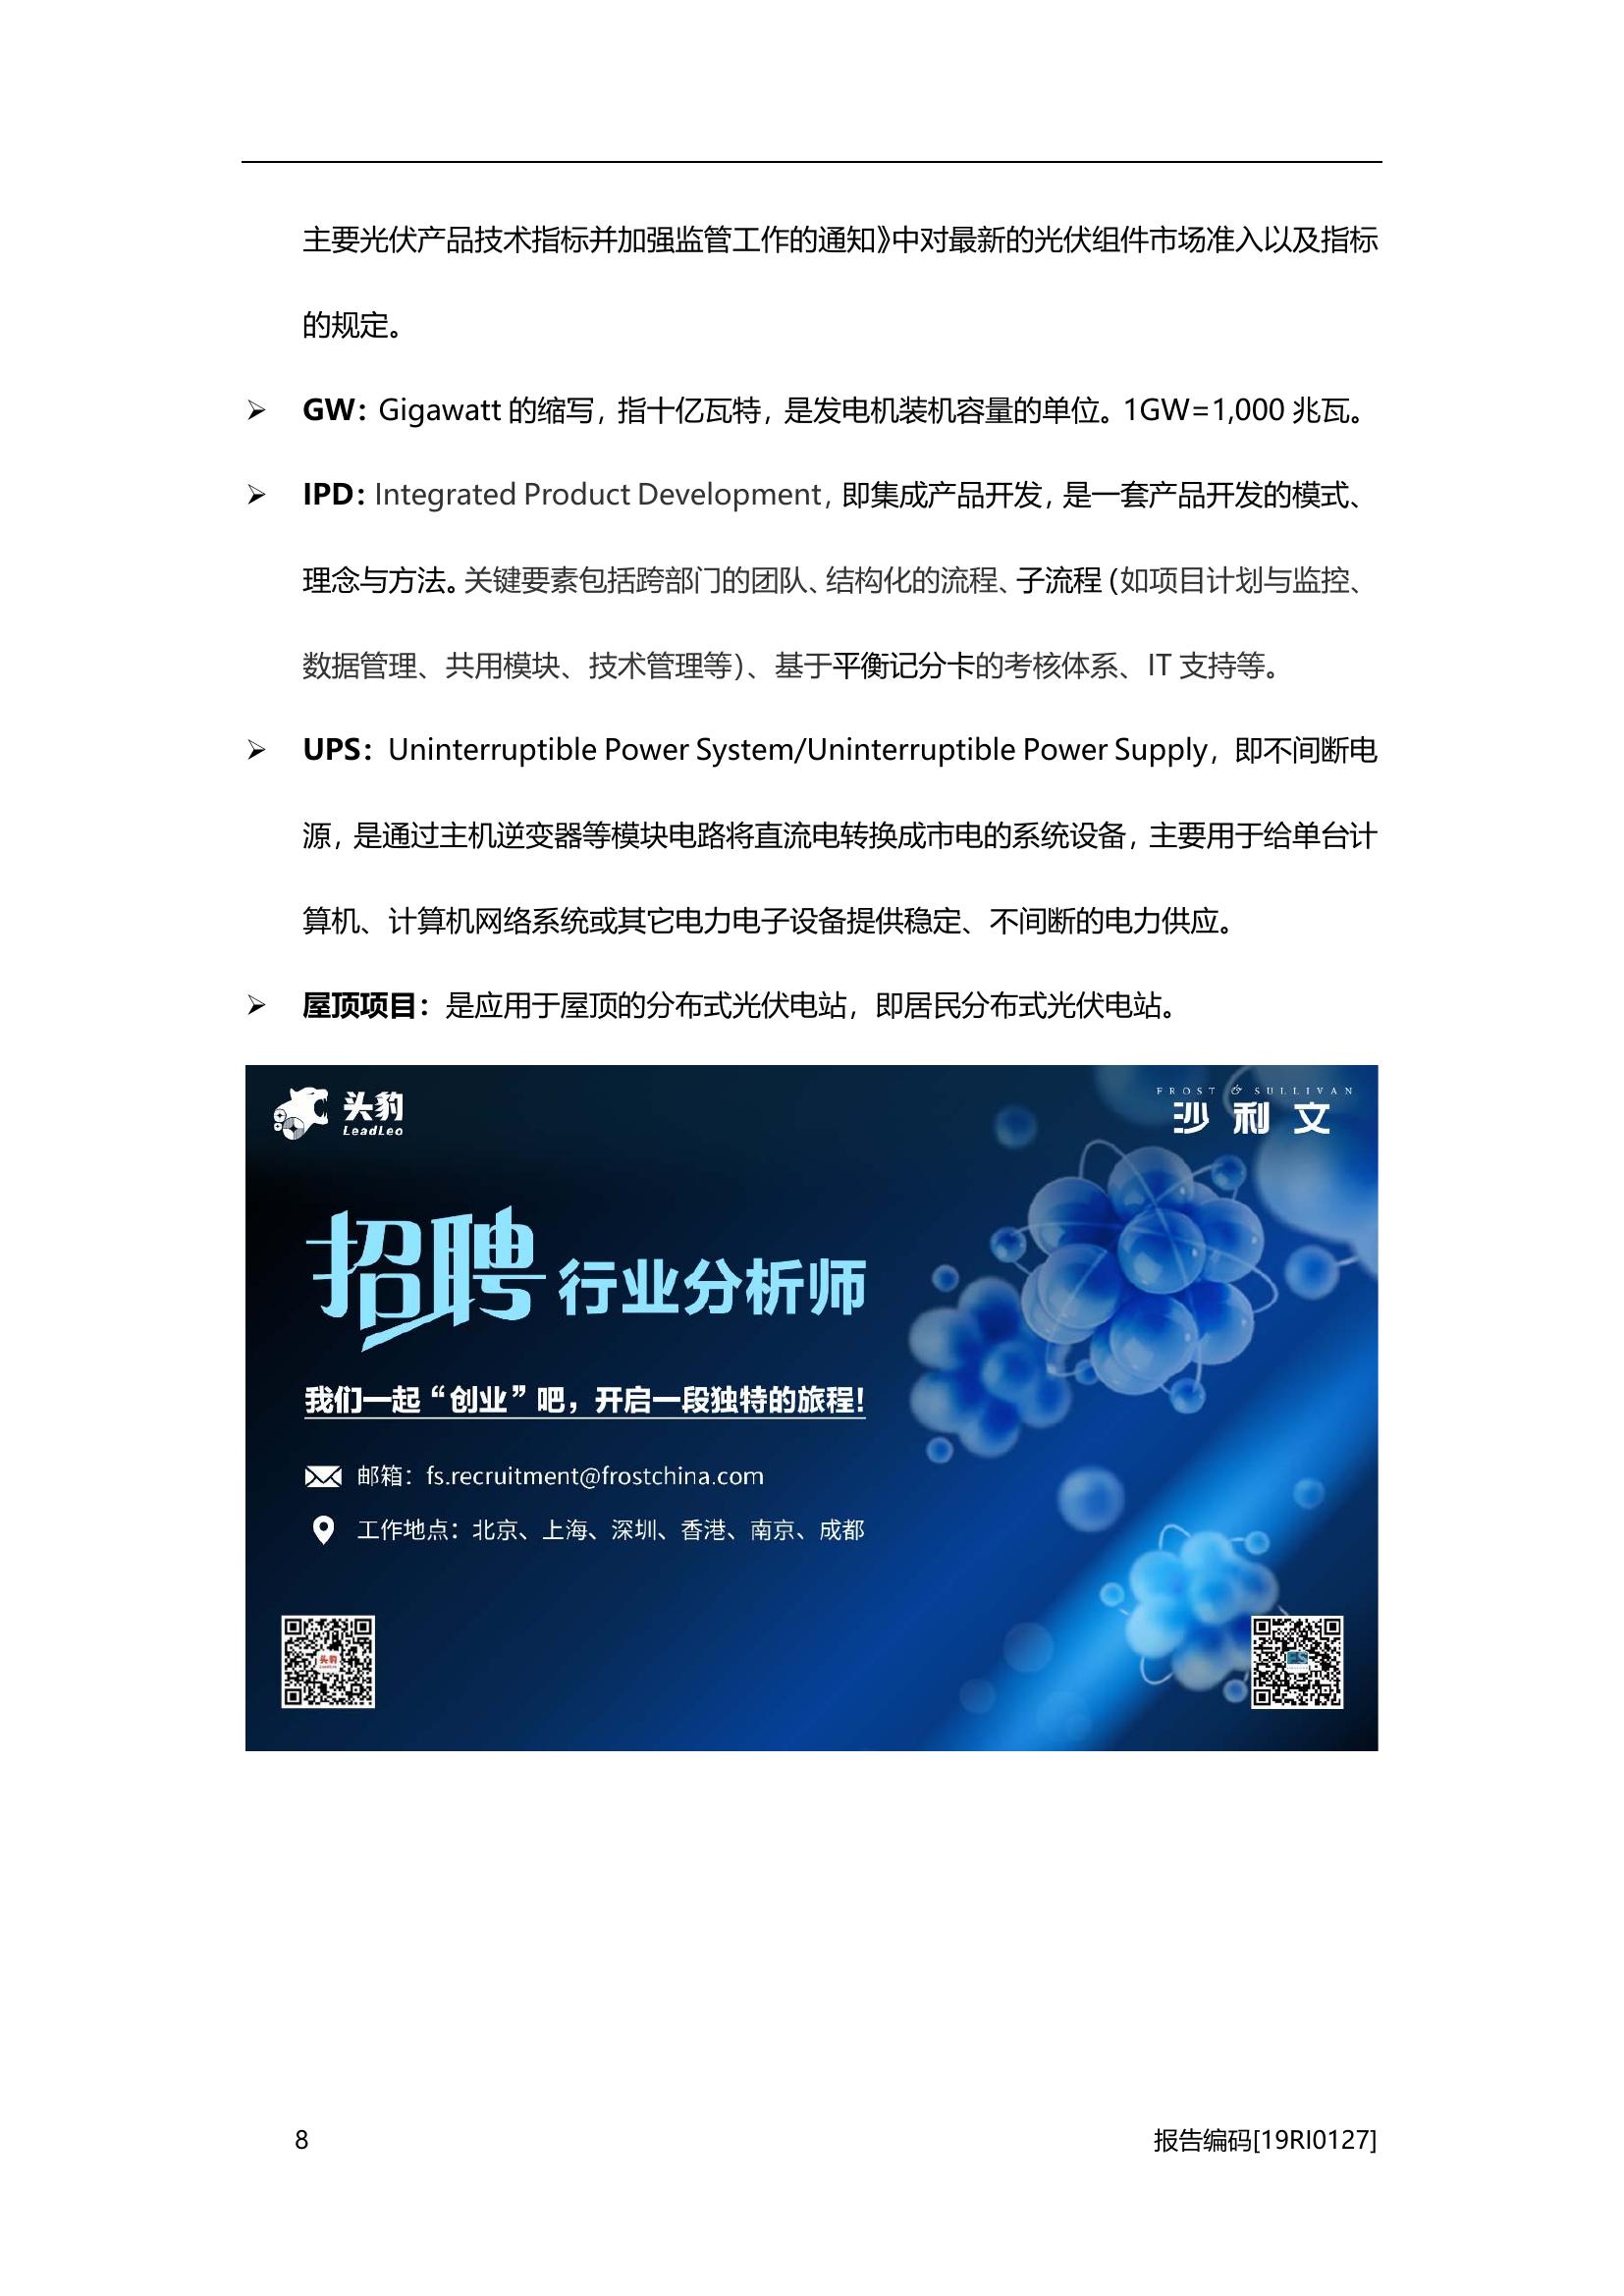 主要光伏产品技术指标并加强监管工作的通知》中对最新的光伏组件市场准入以及指标
的规定。
➢ GW：Gigawatt 的缩写，指十亿瓦特，是发电机装机容量的单位。1GW=1,000 兆瓦。
➢ IPD：Integrated Product Development，即集成产品开发，是一套产品开发的模式、
理念与方法。关键要素包括跨部门的团队、结构化的流程、子流程（如项目计划与监控、
数据管理、共用模块、技术管理等）、基于平衡记分卡的考核体系、IT 支持等。
➢ UPS：Uninterruptible Power System/Uninterruptible Power Supply，即不间断电
源，是通过主机逆变器等模块电路将直流电转换成市电的系统设备，主要用于给单台计
算机、计算机网络系统或其它电力电子设备提供稳定、不间断的电力供应。
➢ 屋顶项目：是应用于屋顶的分布式光伏电站，即居民分布式光伏电站。
头豹
LeadLeo
FROST & SULLIVAN
沙利文
招聘 行业分析师
我们一起“创业”吧，开启一段独特的旅程！
邮箱：fs.recruitment@frostchina.com
工作地点：北京、上海、深圳、香港、南京、成都
头豹
LeadLeo
FS
8
报告编码[19RI0127]